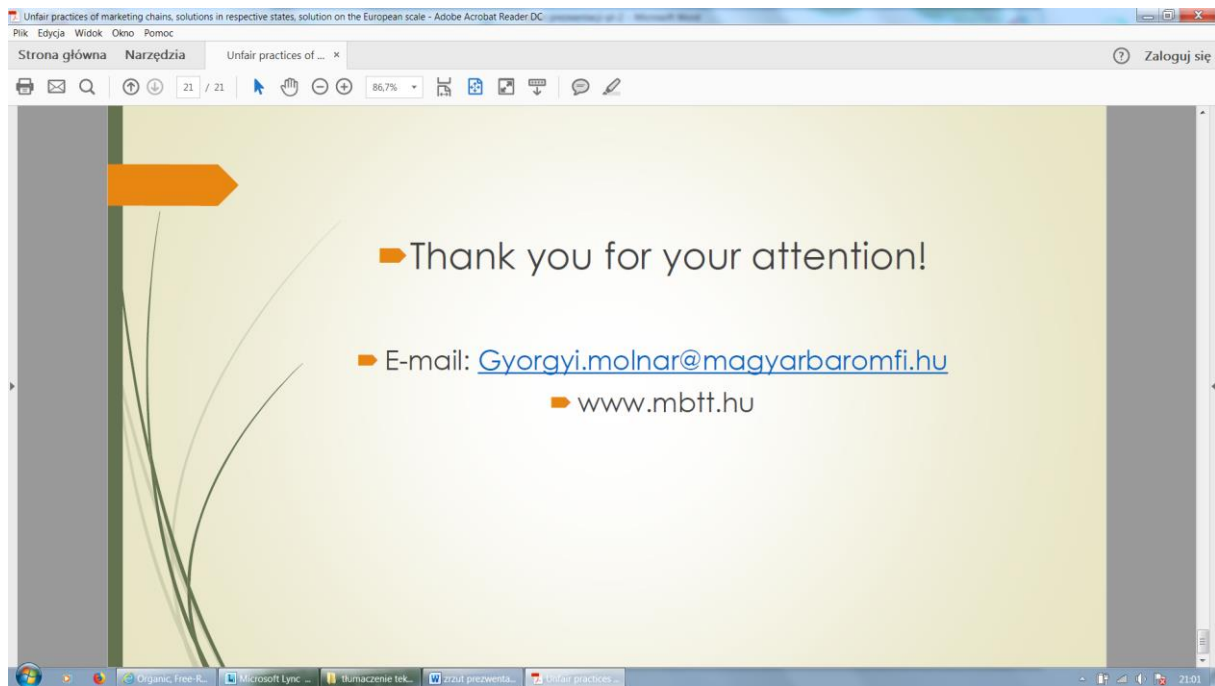 Unfair practices of marketing chains, solutions in respective states, solution on the European scale - Adobe Acrobat Reader DC
Plik Edycja Widok Okno Pomoc
Strona główna Narzędzia Unfair practices of ... × Zaloguj się
21 / 21 86,7%
Thank you for your attention!
E-mail: Gyorgyi.molnar@magyarbaromfi.hu
www.mbtt.hu
Organic, Free-R... Microsoft Lync ... tłumaczenie tek... zrzut prezwenta... Unfair practices ... 21:01